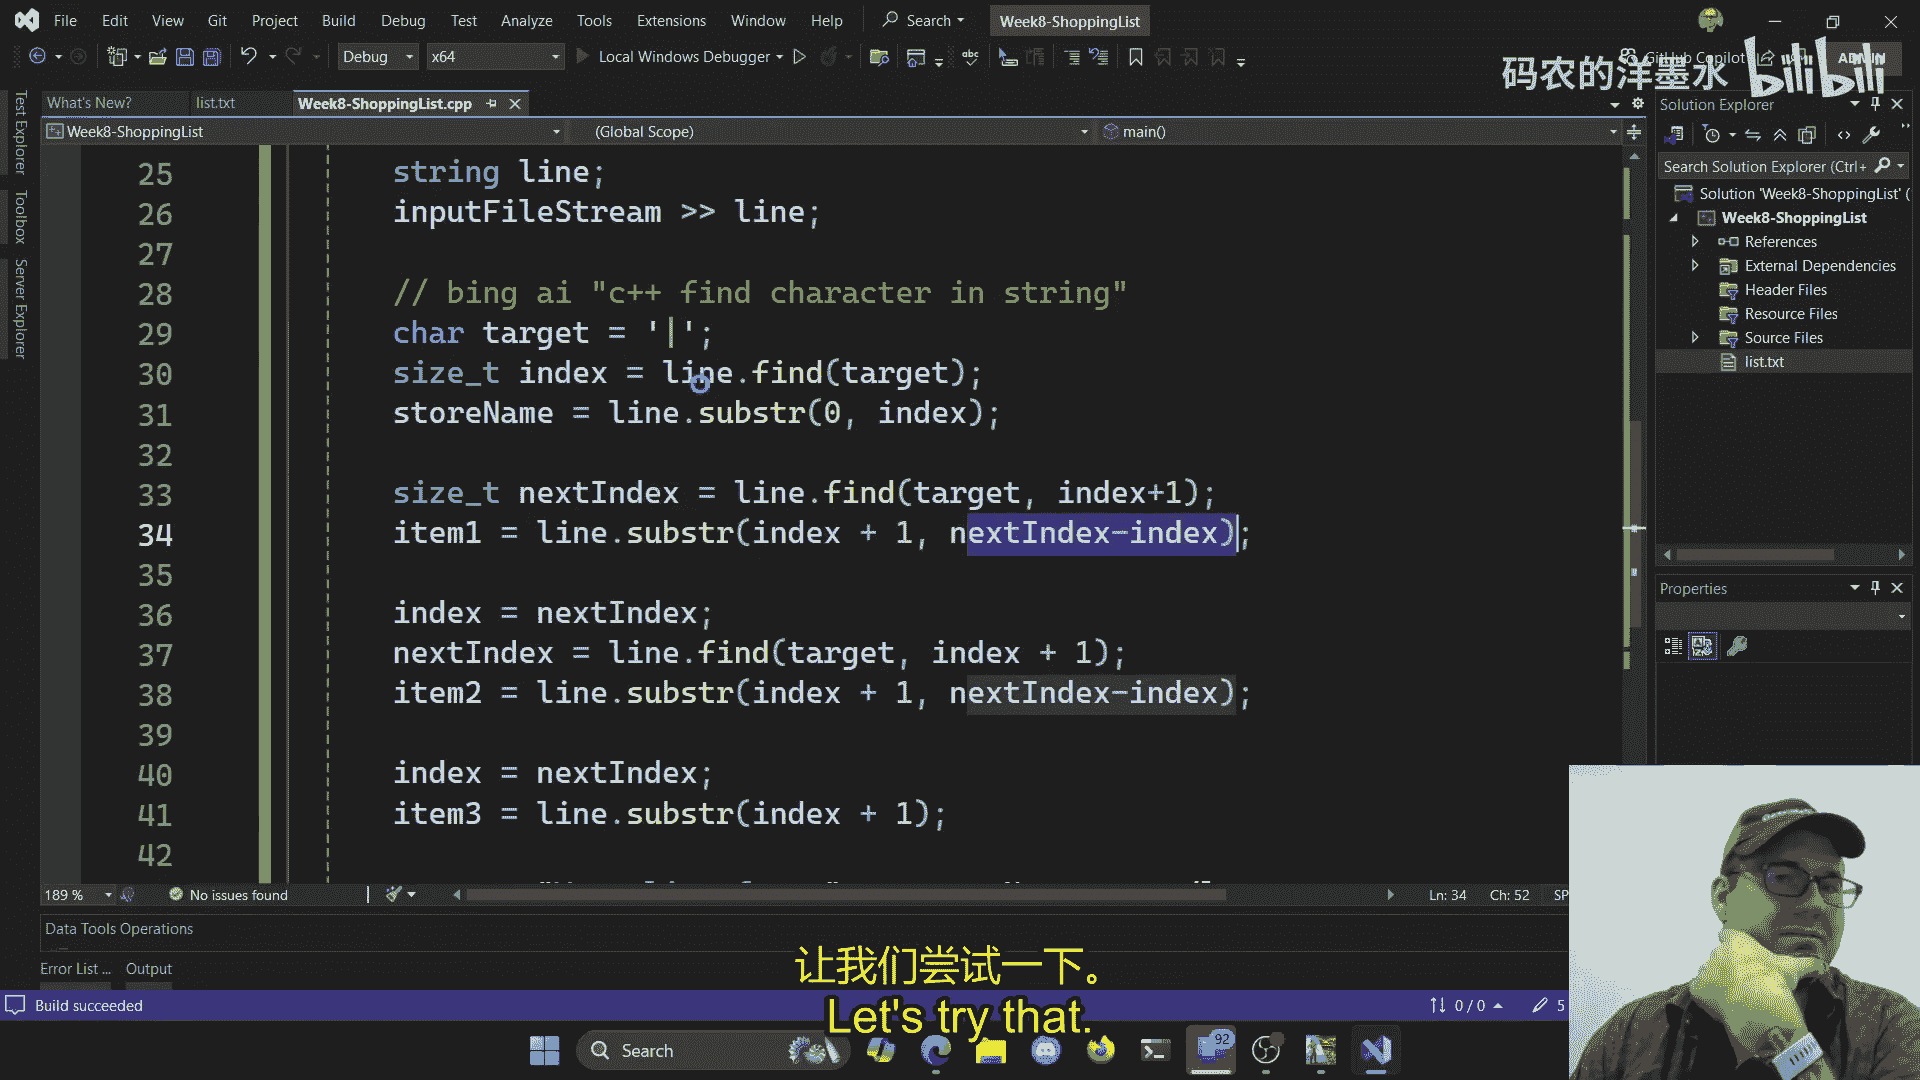 File Edit View Git Project Build Debug Test Analyze Tools Extensions Window Help Search Week8-ShoppingList
Debug x64 Local Windows Debugger GitHub Copilot
码农的洋墨水 bilibili
What's New? list.txt Week8-ShoppingList.cpp
Week8-ShoppingList (Global Scope) main()
Test Explorer
Toolbox
Server Explorer
25 string line;
26 inputFileStream >> line;
27
28 // bing ai "c++ find character in string"
29 char target = '|';
30 size_t index = line.find(target);
31 storeName = line.substr(0, index);
32
33 size_t nextIndex = line.find(target, index+1);
34 item1 = line.substr(index + 1, nextIndex-index);
35
36 index = nextIndex;
37 nextIndex = line.find(target, index + 1);
38 item2 = line.substr(index + 1, nextIndex-index);
39
40 index = nextIndex;
41 item3 = line.substr(index + 1);
42
189 % No issues found Ln: 34 Ch: 52 SP
Solution Explorer
Search Solution Explorer (Ctrl+
Solution 'Week8-ShoppingList' (
Week8-ShoppingList
References
External Dependencies
Header Files
Resource Files
Source Files
list.txt
Properties
Data Tools Operations
Error List ... Output
Build succeeded 0 / 0 5
让我们尝试一下。
Let's try that.
Search 92